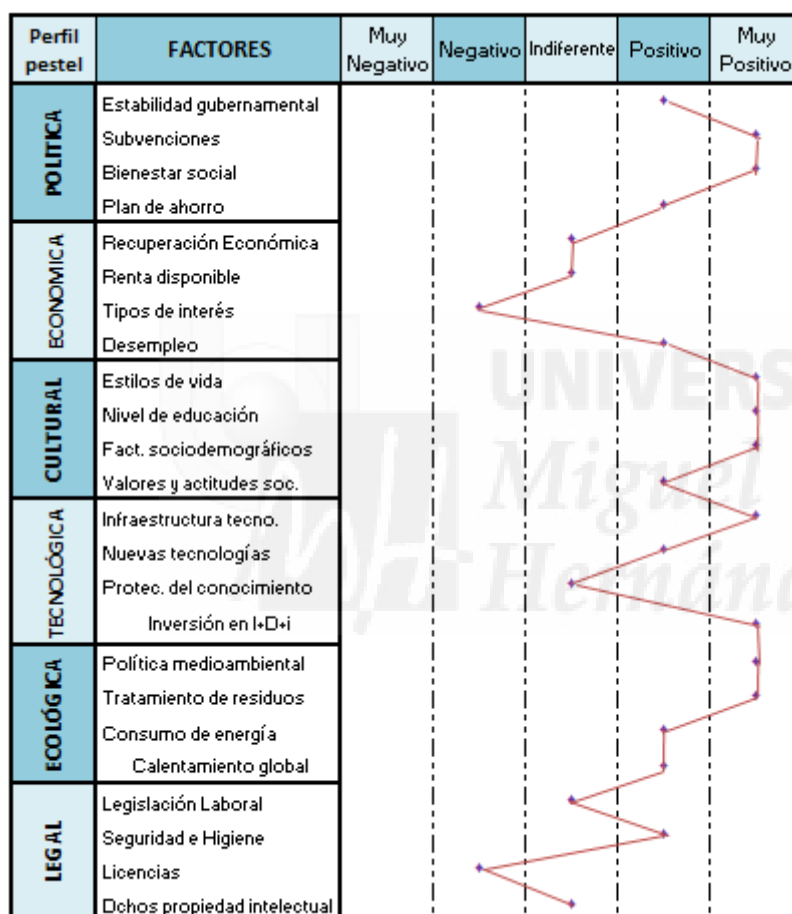 Perfil pestel
FACTORES
Muy Negativo
Negativo
Indiferente
Positivo
Muy Positivo
POLITICA
Estabilidad gubernamental
Subvenciones
Bienestar social
Plan de ahorro
ECONOMICA
Recuperación Económica
Renta disponible
Tipos de interés
Desempleo
CULTURAL
Estilos de vida
Nivel de educación
Fact. sociodemográficos
Valores y actitudes soc.
TECNOLÓGICA
Infraestructura tecno.
Nuevas tecnologías
Protec. del conocimiento
Inversión en I+D+i
ECOLÓGICA
Política medioambiental
Tratamiento de residuos
Consumo de energía
Calentamiento global
LEGAL
Legislación Laboral
Seguridad e Higiene
Licencias
Dchos propiedad intelectual
UNIVERS
Miguel
Hernánd